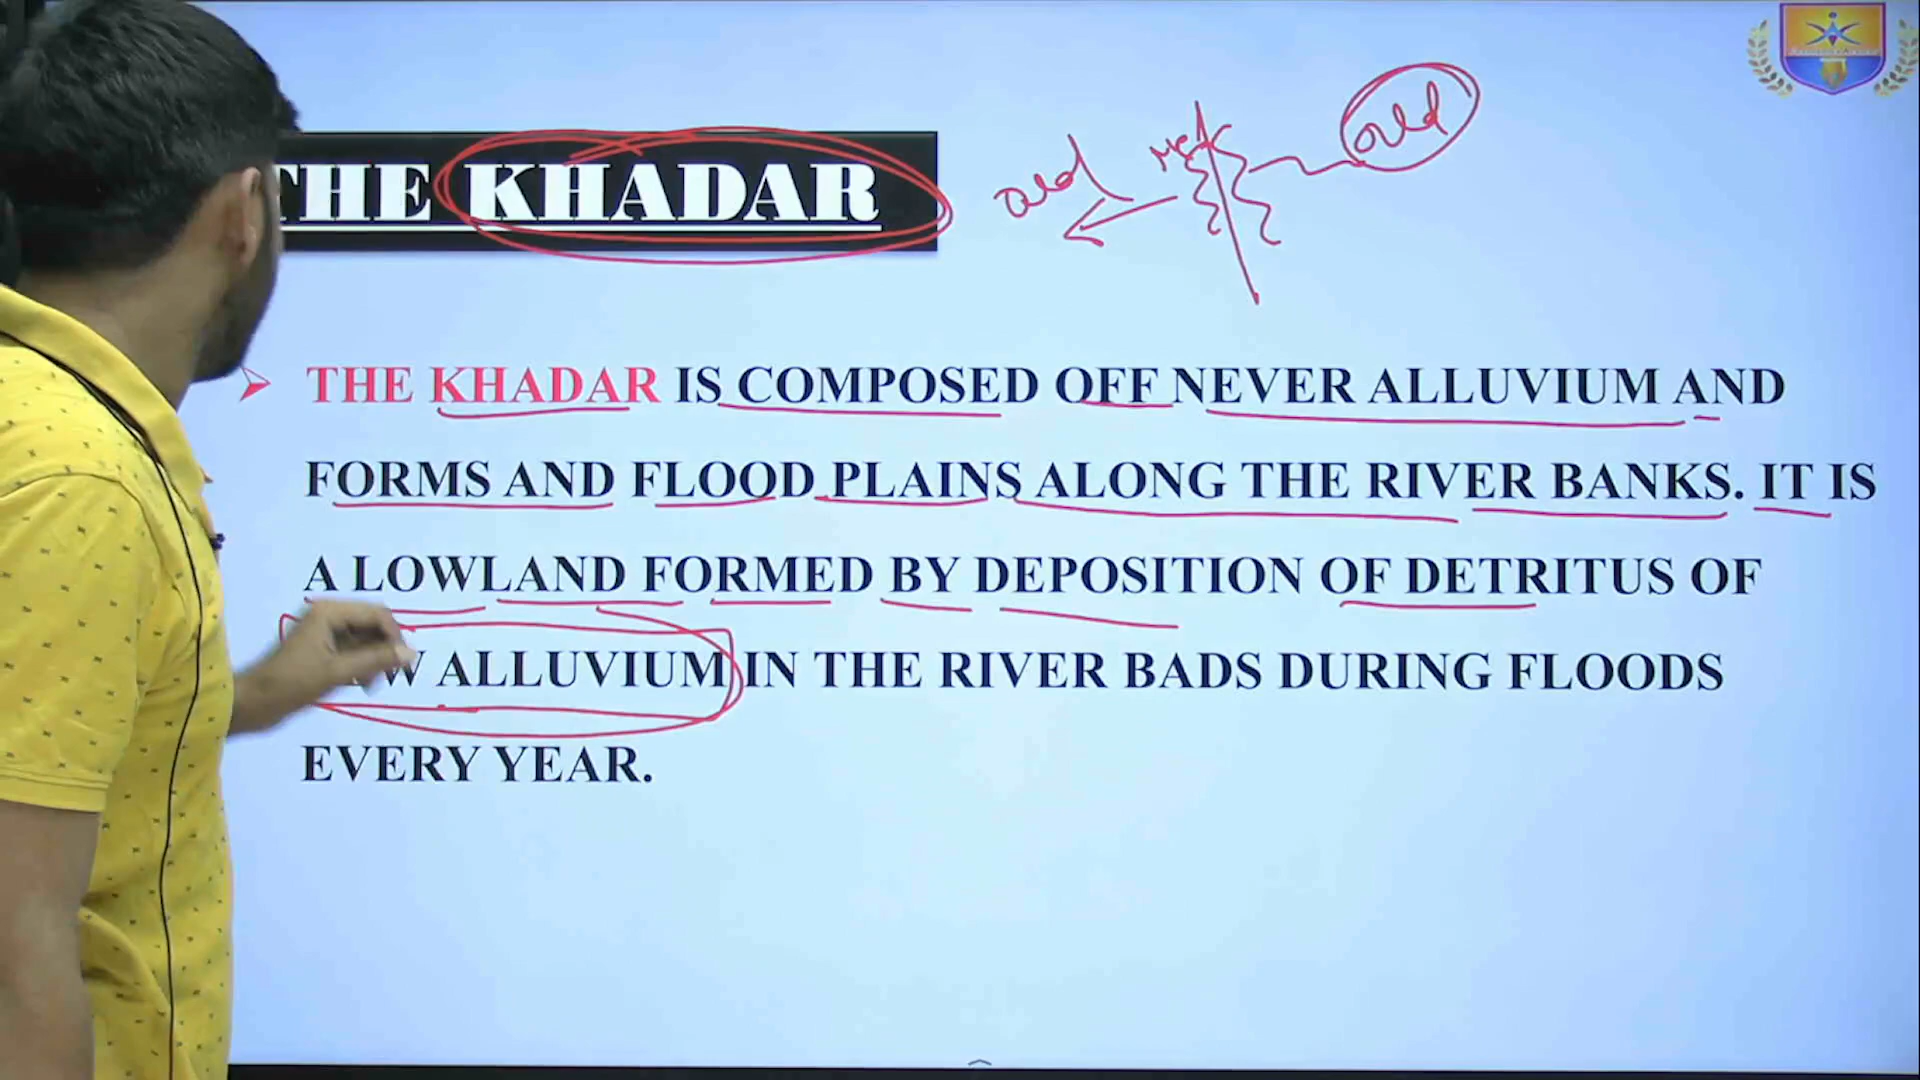 THE KHADAR
old
old
THE KHADAR IS COMPOSED OFF NEVER ALLUVIUM AND
FORMS AND FLOOD PLAINS ALONG THE RIVER BANKS. IT IS
A LOWLAND FORMED BY DEPOSITION OF DETRITUS OF
ALLUVIUM IN THE RIVER BADS DURING FLOODS
EVERY YEAR.